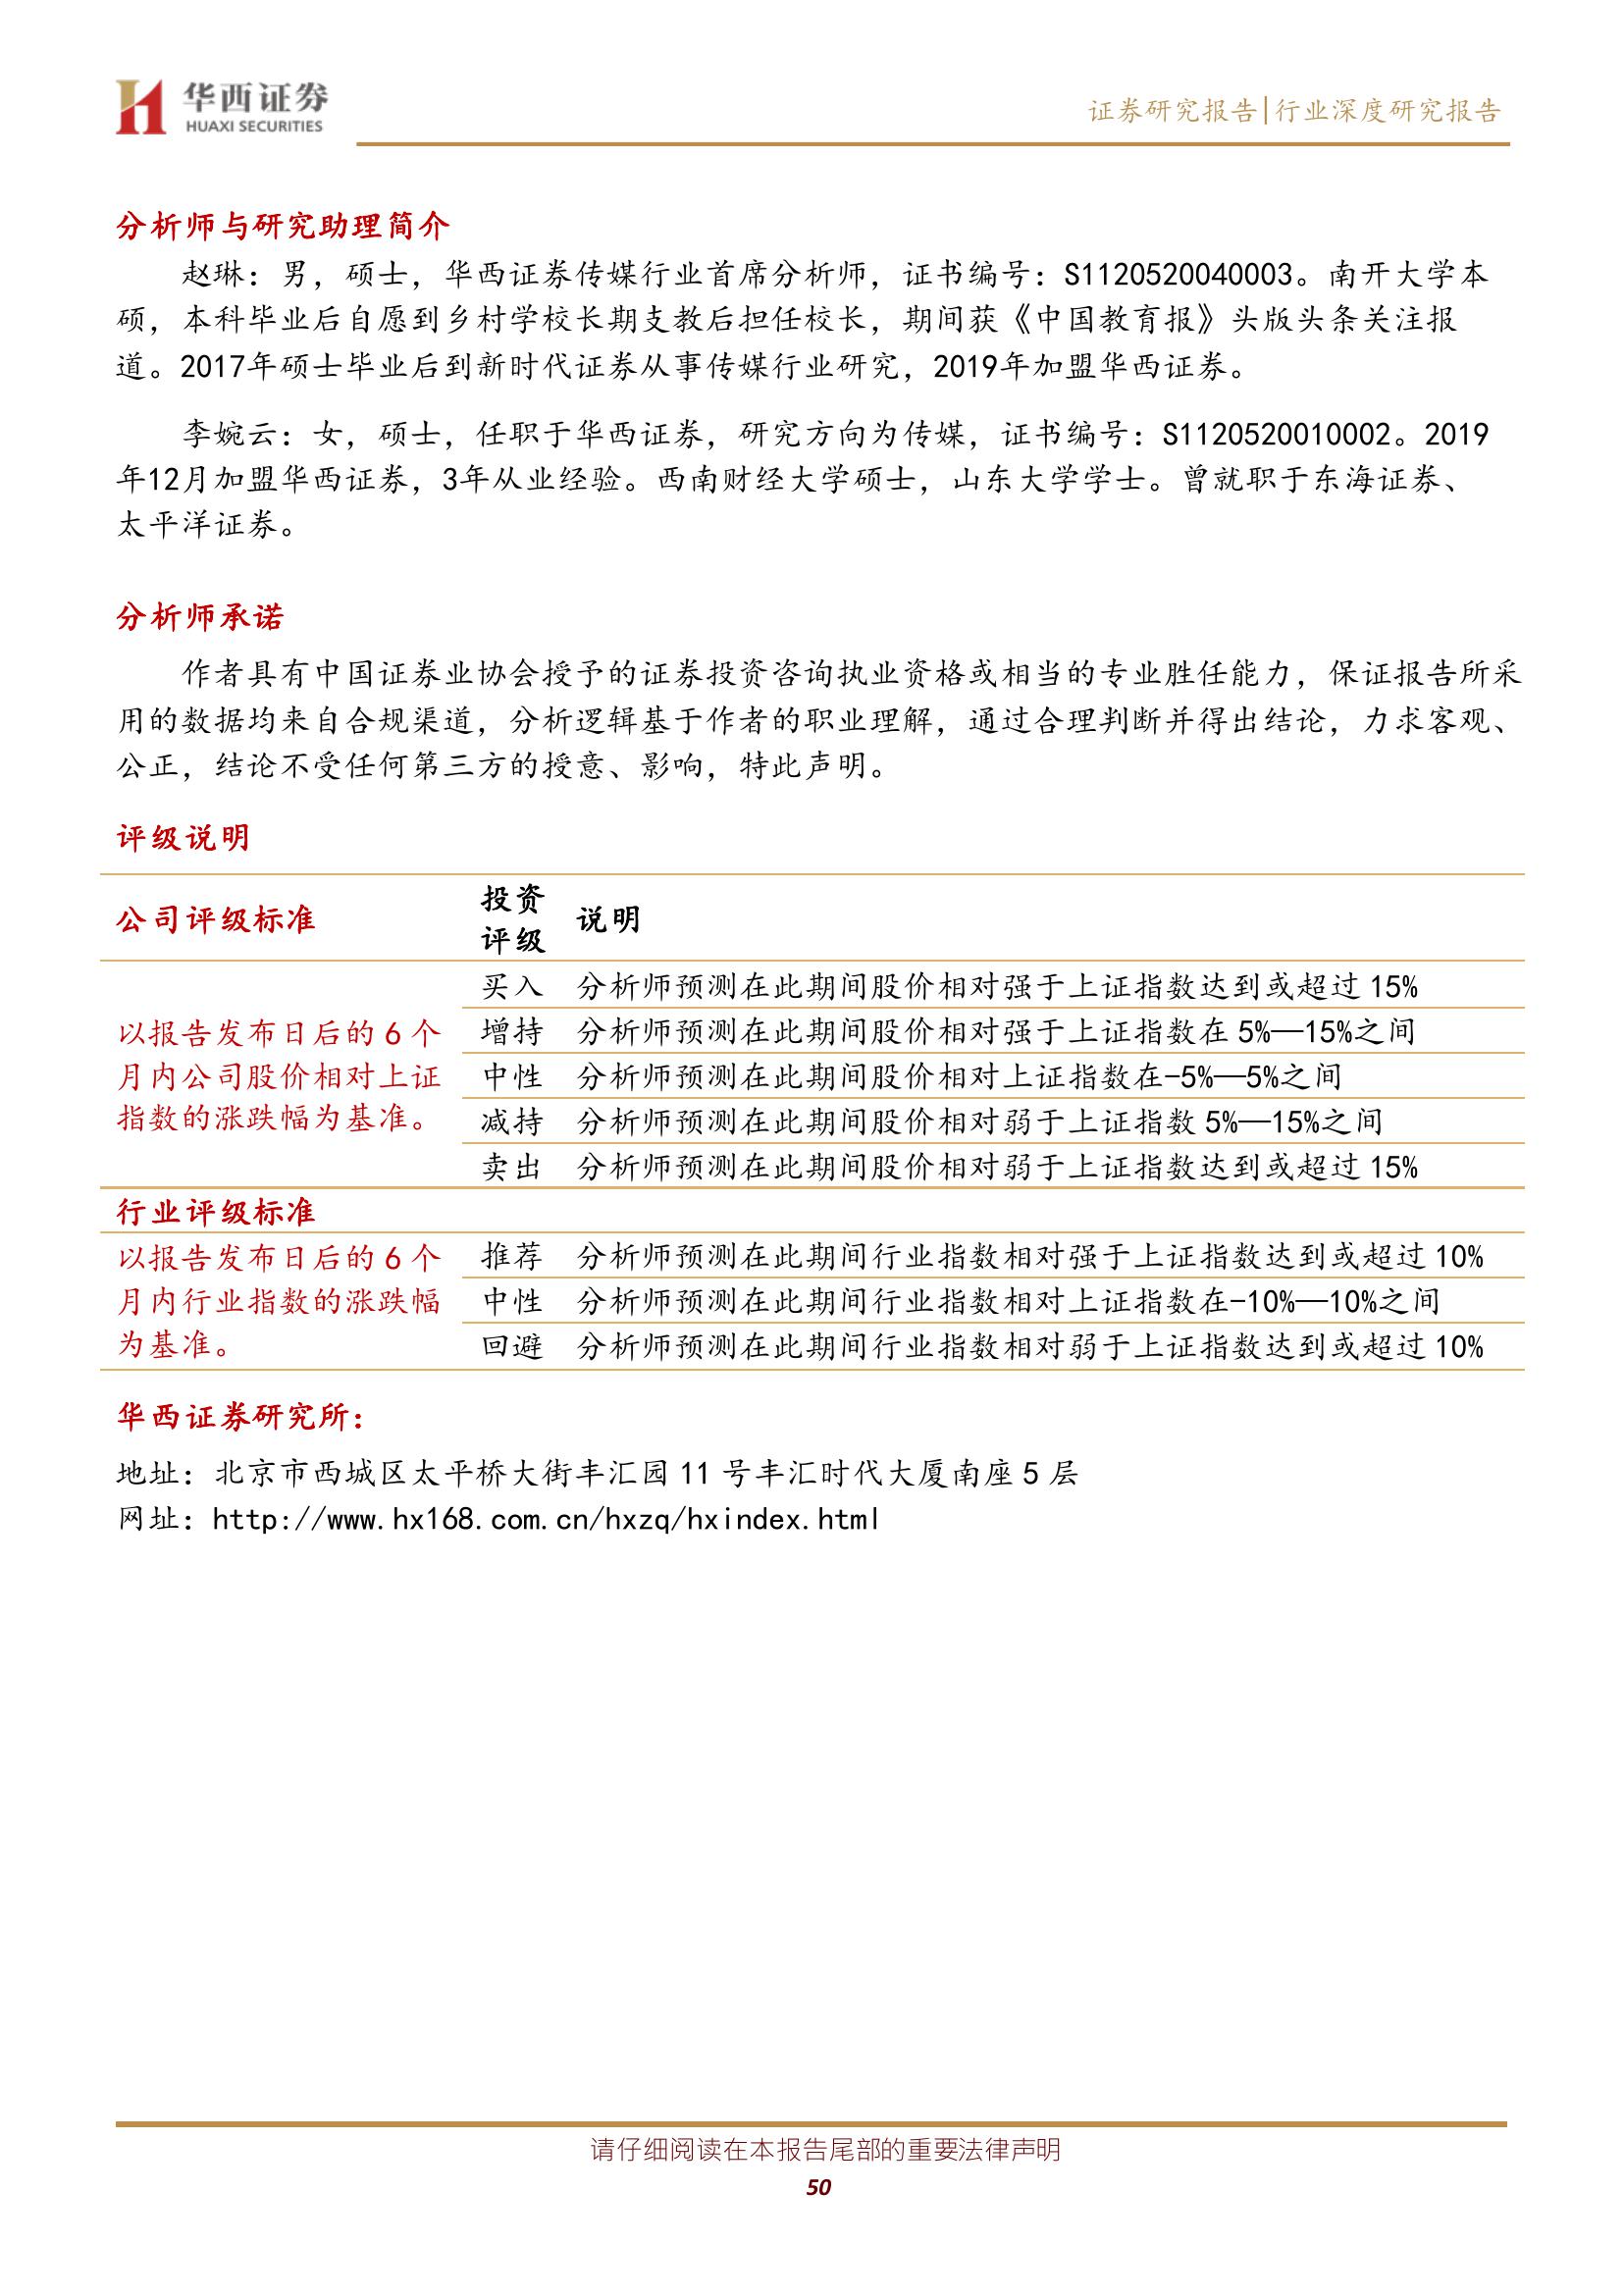 华西证券
HUAXI SECURITIES
证券研究报告|行业深度研究报告
分析师与研究助理简介
赵琳：男，硕士，华西证券传媒行业首席分析师，证书编号：S1120520040003。南开大学本
硕，本科毕业后自愿到乡村学校长期支教后担任校长，期间获《中国教育报》头版头条关注报
道。2017年硕士毕业后到新时代证券从事传媒行业研究，2019年加盟华西证券。
李婉云：女，硕士，任职于华西证券，研究方向为传媒，证书编号：S1120520010002。2019
年12月加盟华西证券，3年从业经验。西南财经大学硕士，山东大学学士。曾就职于东海证券、
太平洋证券。
分析师承诺
作者具有中国证券业协会授予的证券投资咨询执业资格或相当的专业胜任能力，保证报告所采
用的数据均来自合规渠道，分析逻辑基于作者的职业理解，通过合理判断并得出结论，力求客观、
公正，结论不受任何第三方的授意、影响，特此声明。
评级说明
公司评级标准
投资
评级
说明
以报告发布日后的 6 个
月内公司股价相对上证
指数的涨跌幅为基准。
买入 分析师预测在此期间股价相对强于上证指数达到或超过 15%
增持 分析师预测在此期间股价相对强于上证指数在 5%—15%之间
中性 分析师预测在此期间股价相对上证指数在-5%—5%之间
减持 分析师预测在此期间股价相对弱于上证指数 5%—15%之间
卖出 分析师预测在此期间股价相对弱于上证指数达到或超过 15%
行业评级标准
以报告发布日后的 6 个
月内行业指数的涨跌幅
为基准。
推荐 分析师预测在此期间行业指数相对强于上证指数达到或超过 10%
中性 分析师预测在此期间行业指数相对上证指数在-10%—10%之间
回避 分析师预测在此期间行业指数相对弱于上证指数达到或超过 10%
华西证券研究所：
地址：北京市西城区太平桥大街丰汇园 11 号丰汇时代大厦南座 5 层
网址：http://www.hx168.com.cn/hxzq/hxindex.html
请仔细阅读在本报告尾部的重要法律声明
50